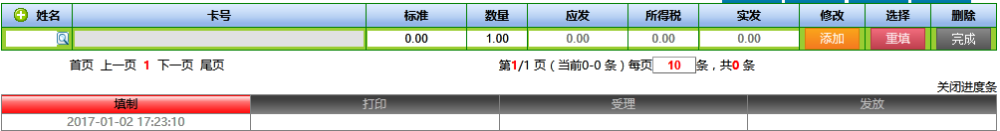 姓名 卡号 标准 数量 应发 所得税 实发 修改 选择 删除
0.00 1.00 0.00 0.00 0.00 添加 重填 完成
首页 上一页 1 下一页 尾页 第1/1 页 ( 当前0-0 条 ) 每页 10 条，共0 条
关闭进度条
填制 打印 受理 发放
2017-01-02 17:23:10